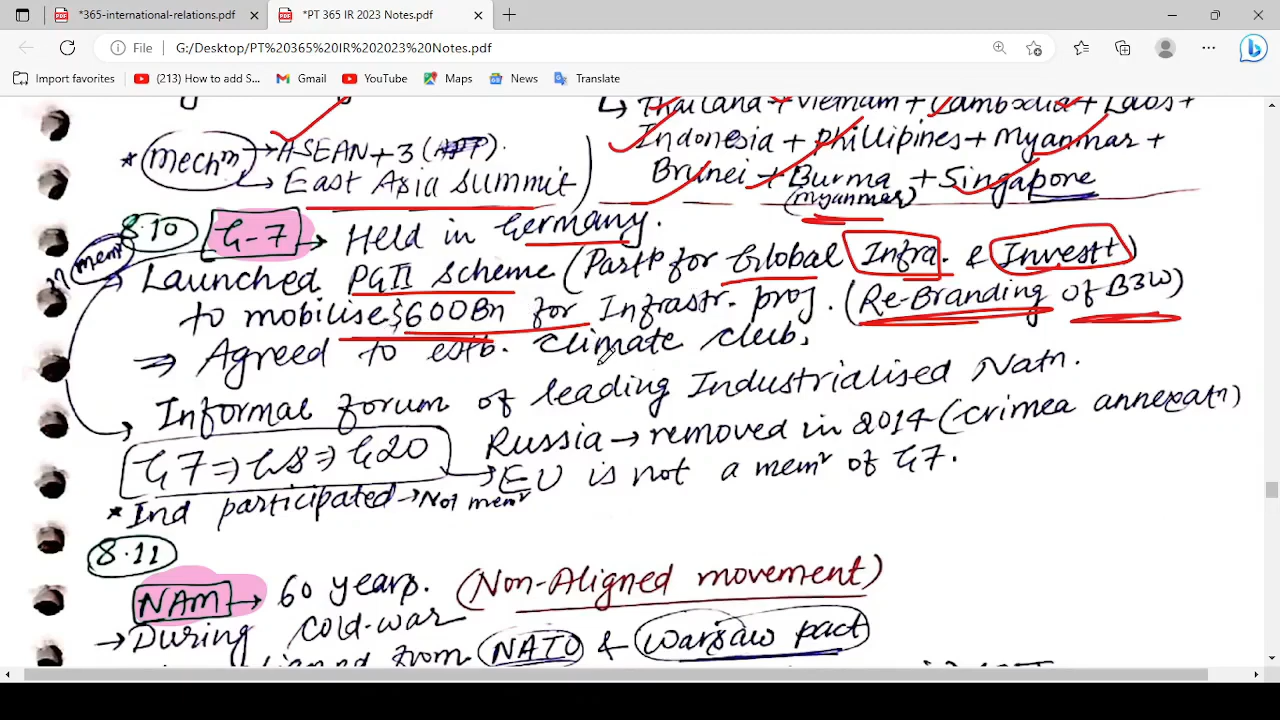 *365-international-relations.pdf
*PT 365 IR 2023 Notes.pdf
File G:/Desktop/PT%20365%20IR%202023%20Notes.pdf
Import favorites (213) How to add S... Gmail YouTube Maps News Translate
↳ Thailand + Vietnam + Cambodia + Laos +
* Mechm → ASEAN + 3 ( ). Indonesia + Phillipines + Myanmar +
↳ East Asia Summit) Brunei + Burma + Singapone
(Myanmar)
8.10 G-7 → Held in Germany.
7 mem
Launched PGII Scheme (Partp for Global Infra. & Investt)
to mobilise $600Bn for Infrastr. proj. (Re-Branding of B3W)
⇒ Agreed to estb. climate club.
Informal forum of leading Industrialised Natn.
G7 ⇒ G8 ⇒ G20 Russia → removed in 2014 (crimea annexatn)
→ EU is not a memr of G7.
* Ind participated → Not memr
8.11
NAM → 60 years. (Non-Aligned movement)
→ During cold-war
from NATO & Warsaw pact